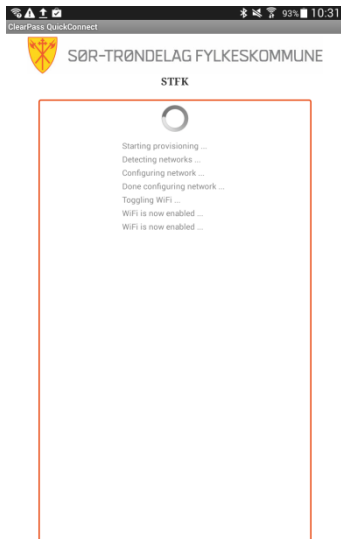 93% 10:31
ClearPass QuickConnect
SØR-TRØNDELAG FYLKESKOMMUNE
STFK
Starting provisioning ...
Detecting networks ...
Configuring network ...
Done configuring network ...
Toggling WiFi ...
WiFi is now enabled ...
WiFi is now enabled ...